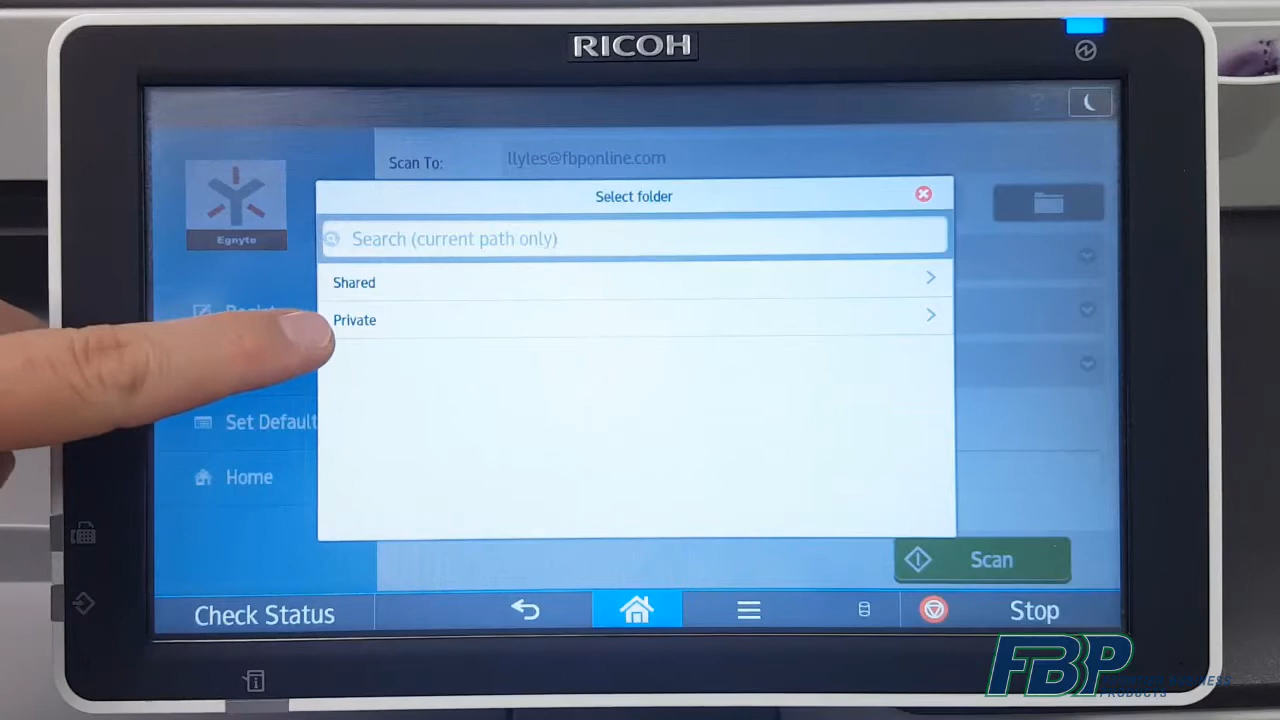 RICOH
Scan To: llyles@fbponline.com
Select folder
Egnyte
Search (current path only)
Shared
Private
Set Default
Home
Scan
Check Status
Stop
FBP
PRODUCTS